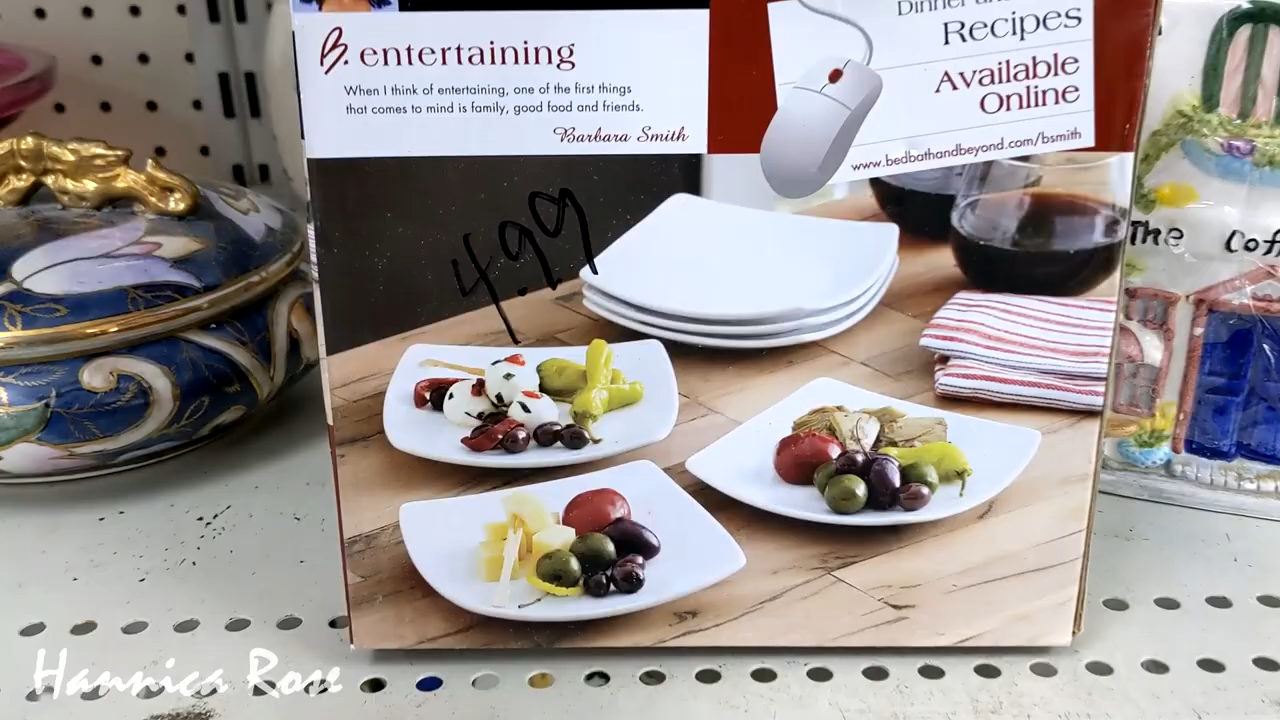 B. entertaining
When I think of entertaining, one of the first things
that comes to mind is family, good food and friends.
Barbara Smith
Recipes
Available
Online
www.bedbathandbeyond.com/bsmith
4.99
The Cof
Hannica Rose